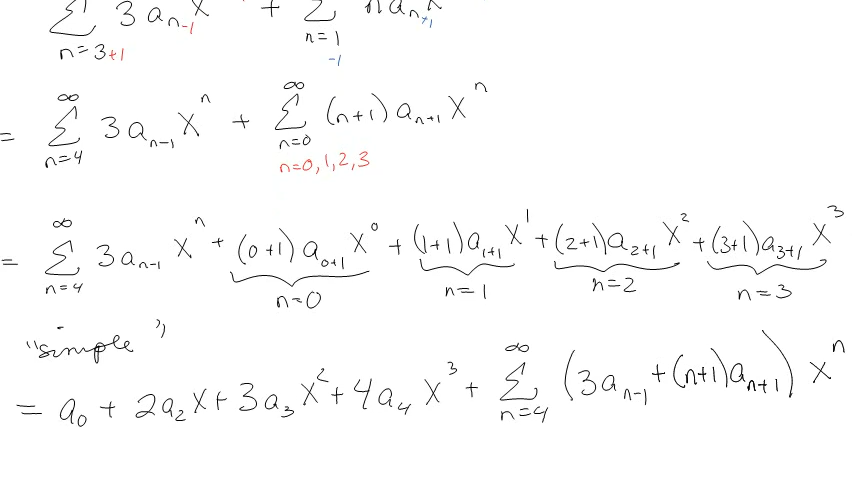 ∑ 3 a_{n-1} x + ∑ n a_{n+1} x
n=3+1 n=1 -1
= ∑_{n=4}^{∞} 3 a_{n-1} x^n + ∑_{n=0}^{∞} (n+1) a_{n+1} x^n
n=0, 1, 2, 3
= ∑_{n=4}^{∞} 3 a_{n-1} x^n + (0+1) a_{0+1} x^0 + (1+1) a_{1+1} x^1 + (2+1) a_{2+1} x^2 + (3+1) a_{3+1} x^3
n=0 n=1 n=2 n=3
"simple"
= a_0 + 2a_2 x + 3a_3 x^2 + 4a_4 x^3 + ∑_{n=4}^{∞} (3a_{n-1} + (n+1)a_{n+1}) x^n